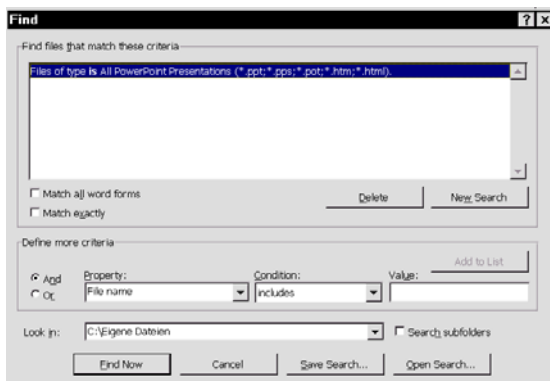 Find
Find files that match these criteria
Files of type is All PowerPoint Presentations (*.ppt;*.pps;*.pot;*.htm;*.html).
Match all word forms
Delete
New Search
Match exactly
Define more criteria
Add to List
And
Property:
Condition:
Value:
Or
File name
includes
Look in:
C:\Eigene Dateien
Search subfolders
Find Now
Cancel
Save Search...
Open Search...